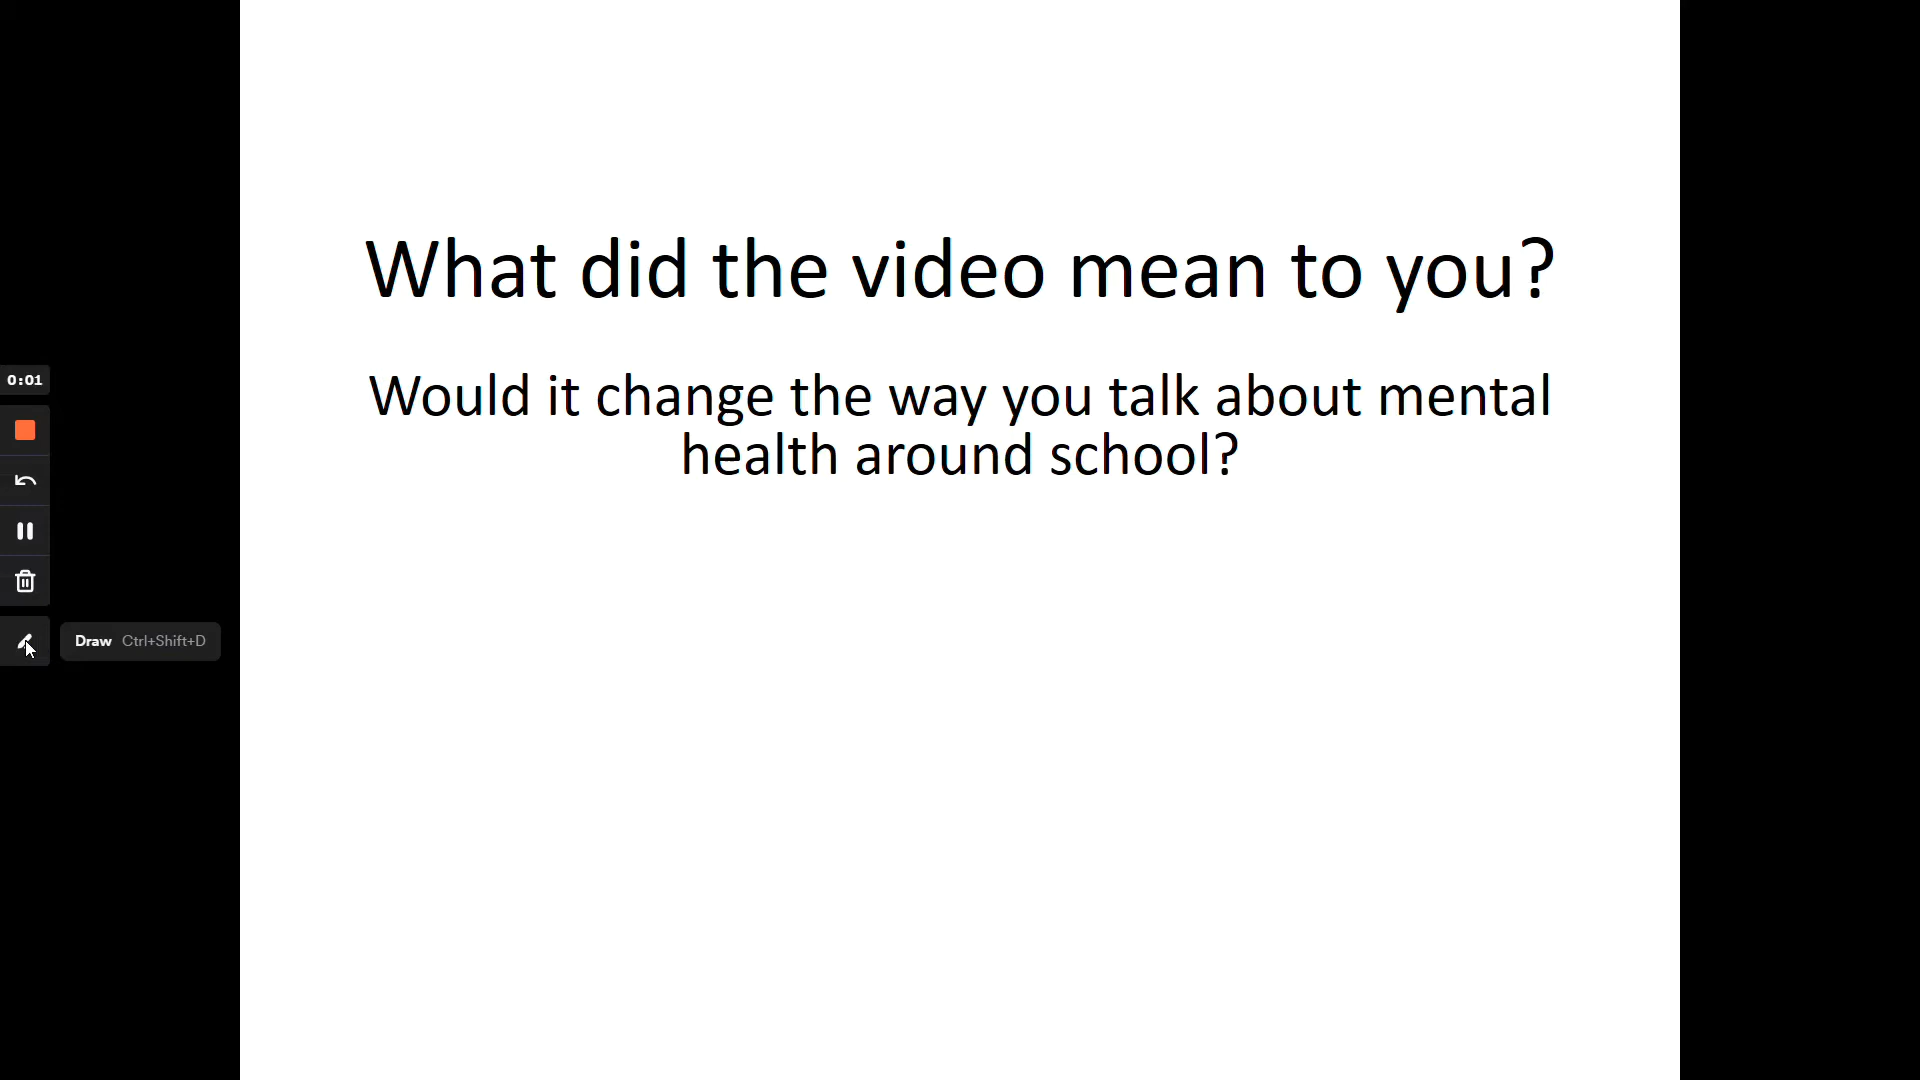 What did the video mean to you?
Would it change the way you talk about mental
health around school?
0:01
Draw Ctrl+Shift+D